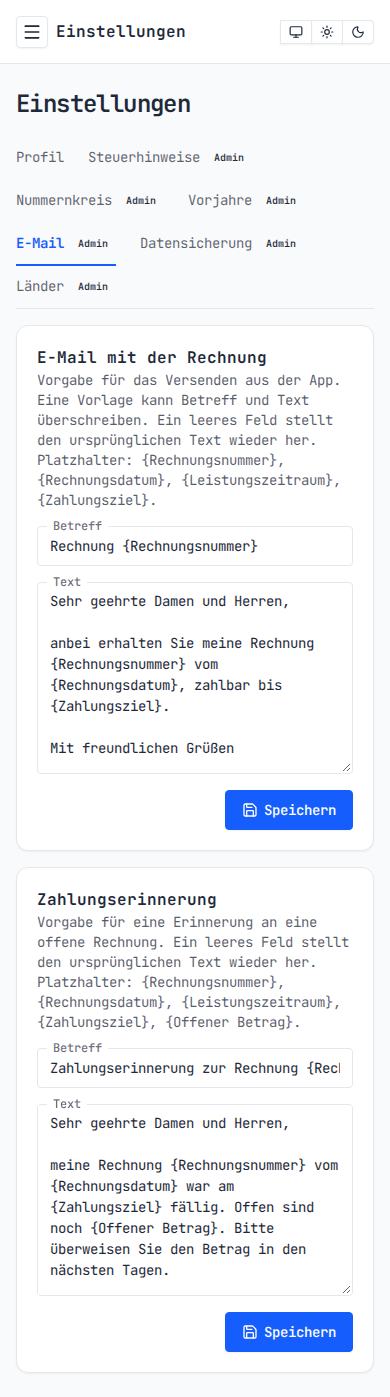 Einstellungen
Einstellungen
Profil Steuerhinweise Admin
Nummernkreis Admin Vorjahre Admin
E-Mail Admin Datensicherung Admin
Länder Admin
E-Mail mit der Rechnung
Vorgabe für das Versenden aus der App.
Eine Vorlage kann Betreff und Text
überschreiben. Ein leeres Feld stellt
den ursprünglichen Text wieder her.
Platzhalter: {Rechnungsnummer},
{Rechnungsdatum}, {Leistungszeitraum},
{Zahlungsziel}.
Betreff
Rechnung {Rechnungsnummer}
Text
Sehr geehrte Damen und Herren,
anbei erhalten Sie meine Rechnung
{Rechnungsnummer} vom
{Rechnungsdatum}, zahlbar bis
{Zahlungsziel}.
Mit freundlichen Grüßen
Speichern
Zahlungserinnerung
Vorgabe für eine Erinnerung an eine
offene Rechnung. Ein leeres Feld stellt
den ursprünglichen Text wieder her.
Platzhalter: {Rechnungsnummer},
{Rechnungsdatum}, {Leistungszeitraum},
{Zahlungsziel}, {Offener Betrag}.
Betreff
Zahlungserinnerung zur Rechnung {Rec
Text
Sehr geehrte Damen und Herren,
meine Rechnung {Rechnungsnummer} vom
{Rechnungsdatum} war am
{Zahlungsziel} fällig. Offen sind
noch {Offener Betrag}. Bitte
überweisen Sie den Betrag in den
nächsten Tagen.
Speichern